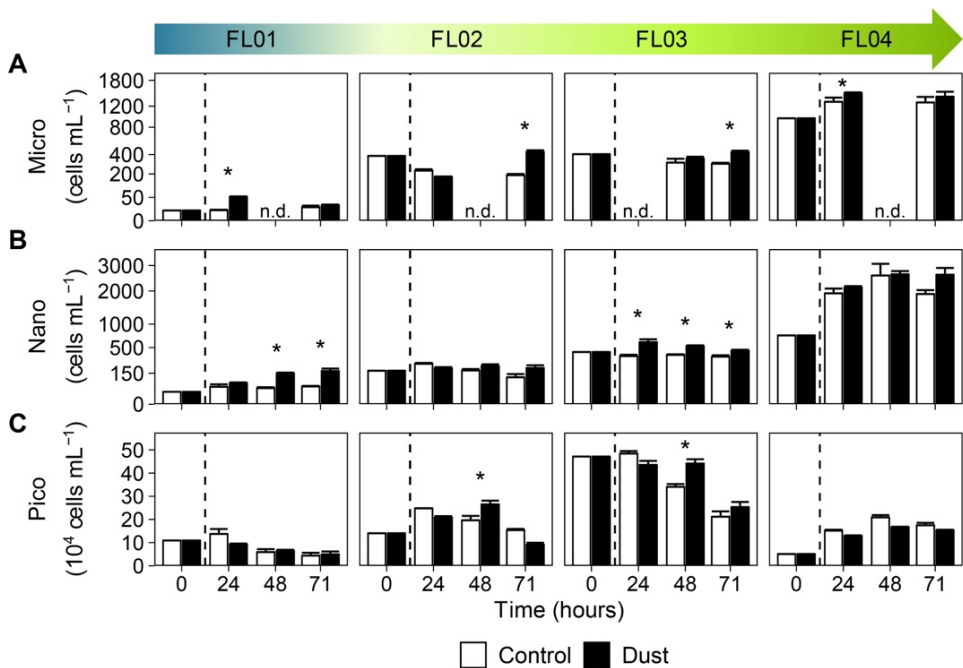 FL01 FL02 FL03 FL04
A
Micro
(cells mL⁻¹)
1800
1200
800
400
200
50
0
*
n.d.
*
n.d.
*
n.d.
*
n.d.
B
Nano
(cells mL⁻¹)
3000
2000
1000
500
150
0
* *
* * *
C
Pico
(10⁴ cells mL⁻¹)
50
40
30
20
10
0
*
*
0 24 48 71 0 24 48 71 0 24 48 71 0 24 48 71
Time (hours)
Control Dust